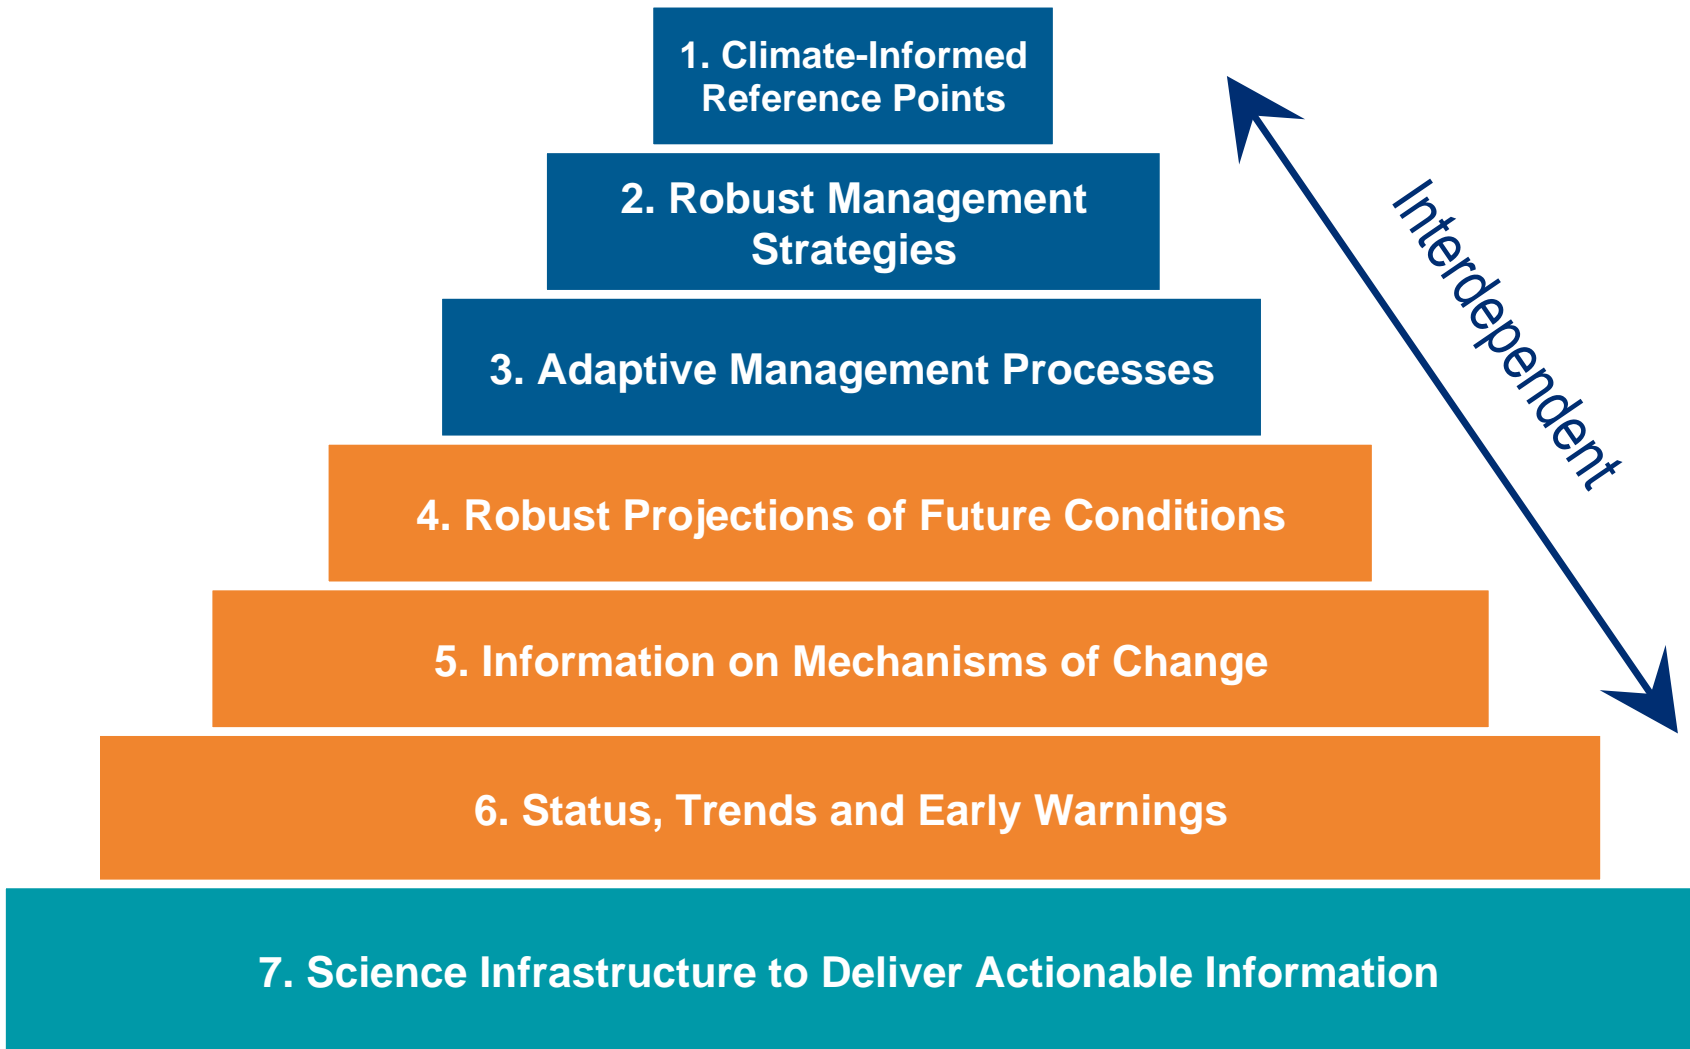 1. Climate-Informed
Reference Points
2. Robust Management
Strategies
3. Adaptive Management Processes
4. Robust Projections of Future Conditions
5. Information on Mechanisms of Change
6. Status, Trends and Early Warnings
7. Science Infrastructure to Deliver Actionable Information
Interdependent